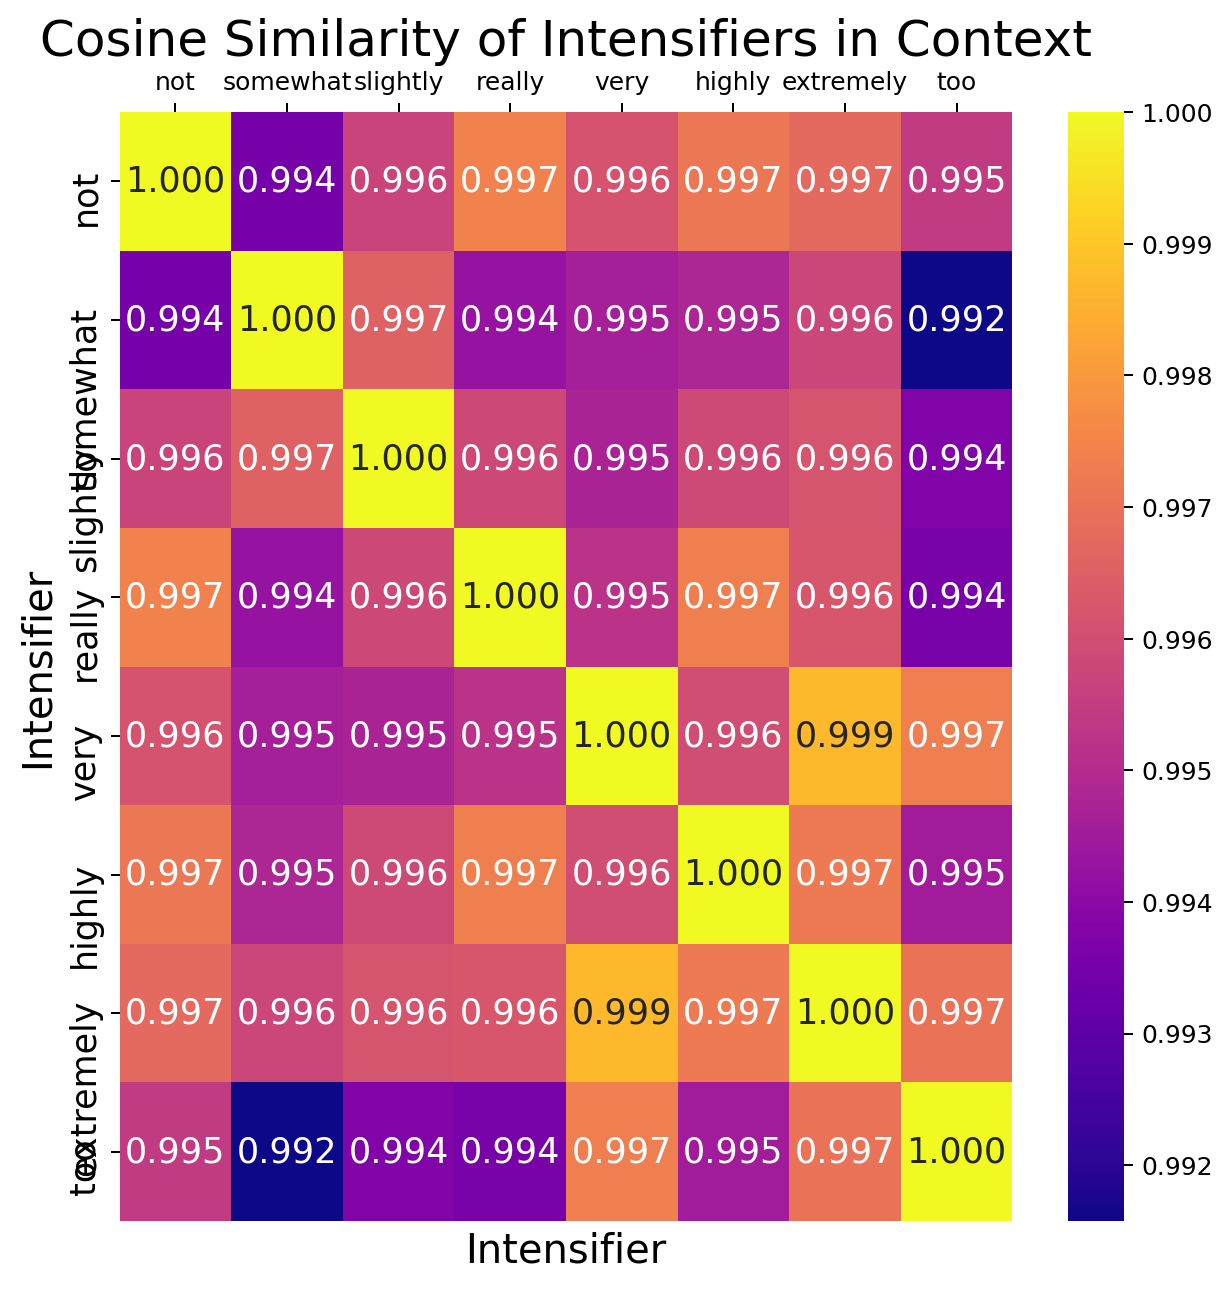 Cosine Similarity of Intensifiers in Context
not somewhat slightly really very highly extremely too
not 1.000 0.994 0.996 0.997 0.996 0.997 0.997 0.995
somewhat 0.994 1.000 0.997 0.994 0.995 0.995 0.996 0.992
slightly 0.996 0.997 1.000 0.996 0.995 0.996 0.996 0.994
really 0.997 0.994 0.996 1.000 0.995 0.997 0.996 0.994
very 0.996 0.995 0.995 0.995 1.000 0.996 0.999 0.997
highly 0.997 0.995 0.996 0.997 0.996 1.000 0.997 0.995
extremely 0.997 0.996 0.996 0.996 0.999 0.997 1.000 0.997
too 0.995 0.992 0.994 0.994 0.997 0.995 0.997 1.000
Intensifier
Intensifier
1.000
0.999
0.998
0.997
0.996
0.995
0.994
0.993
0.992